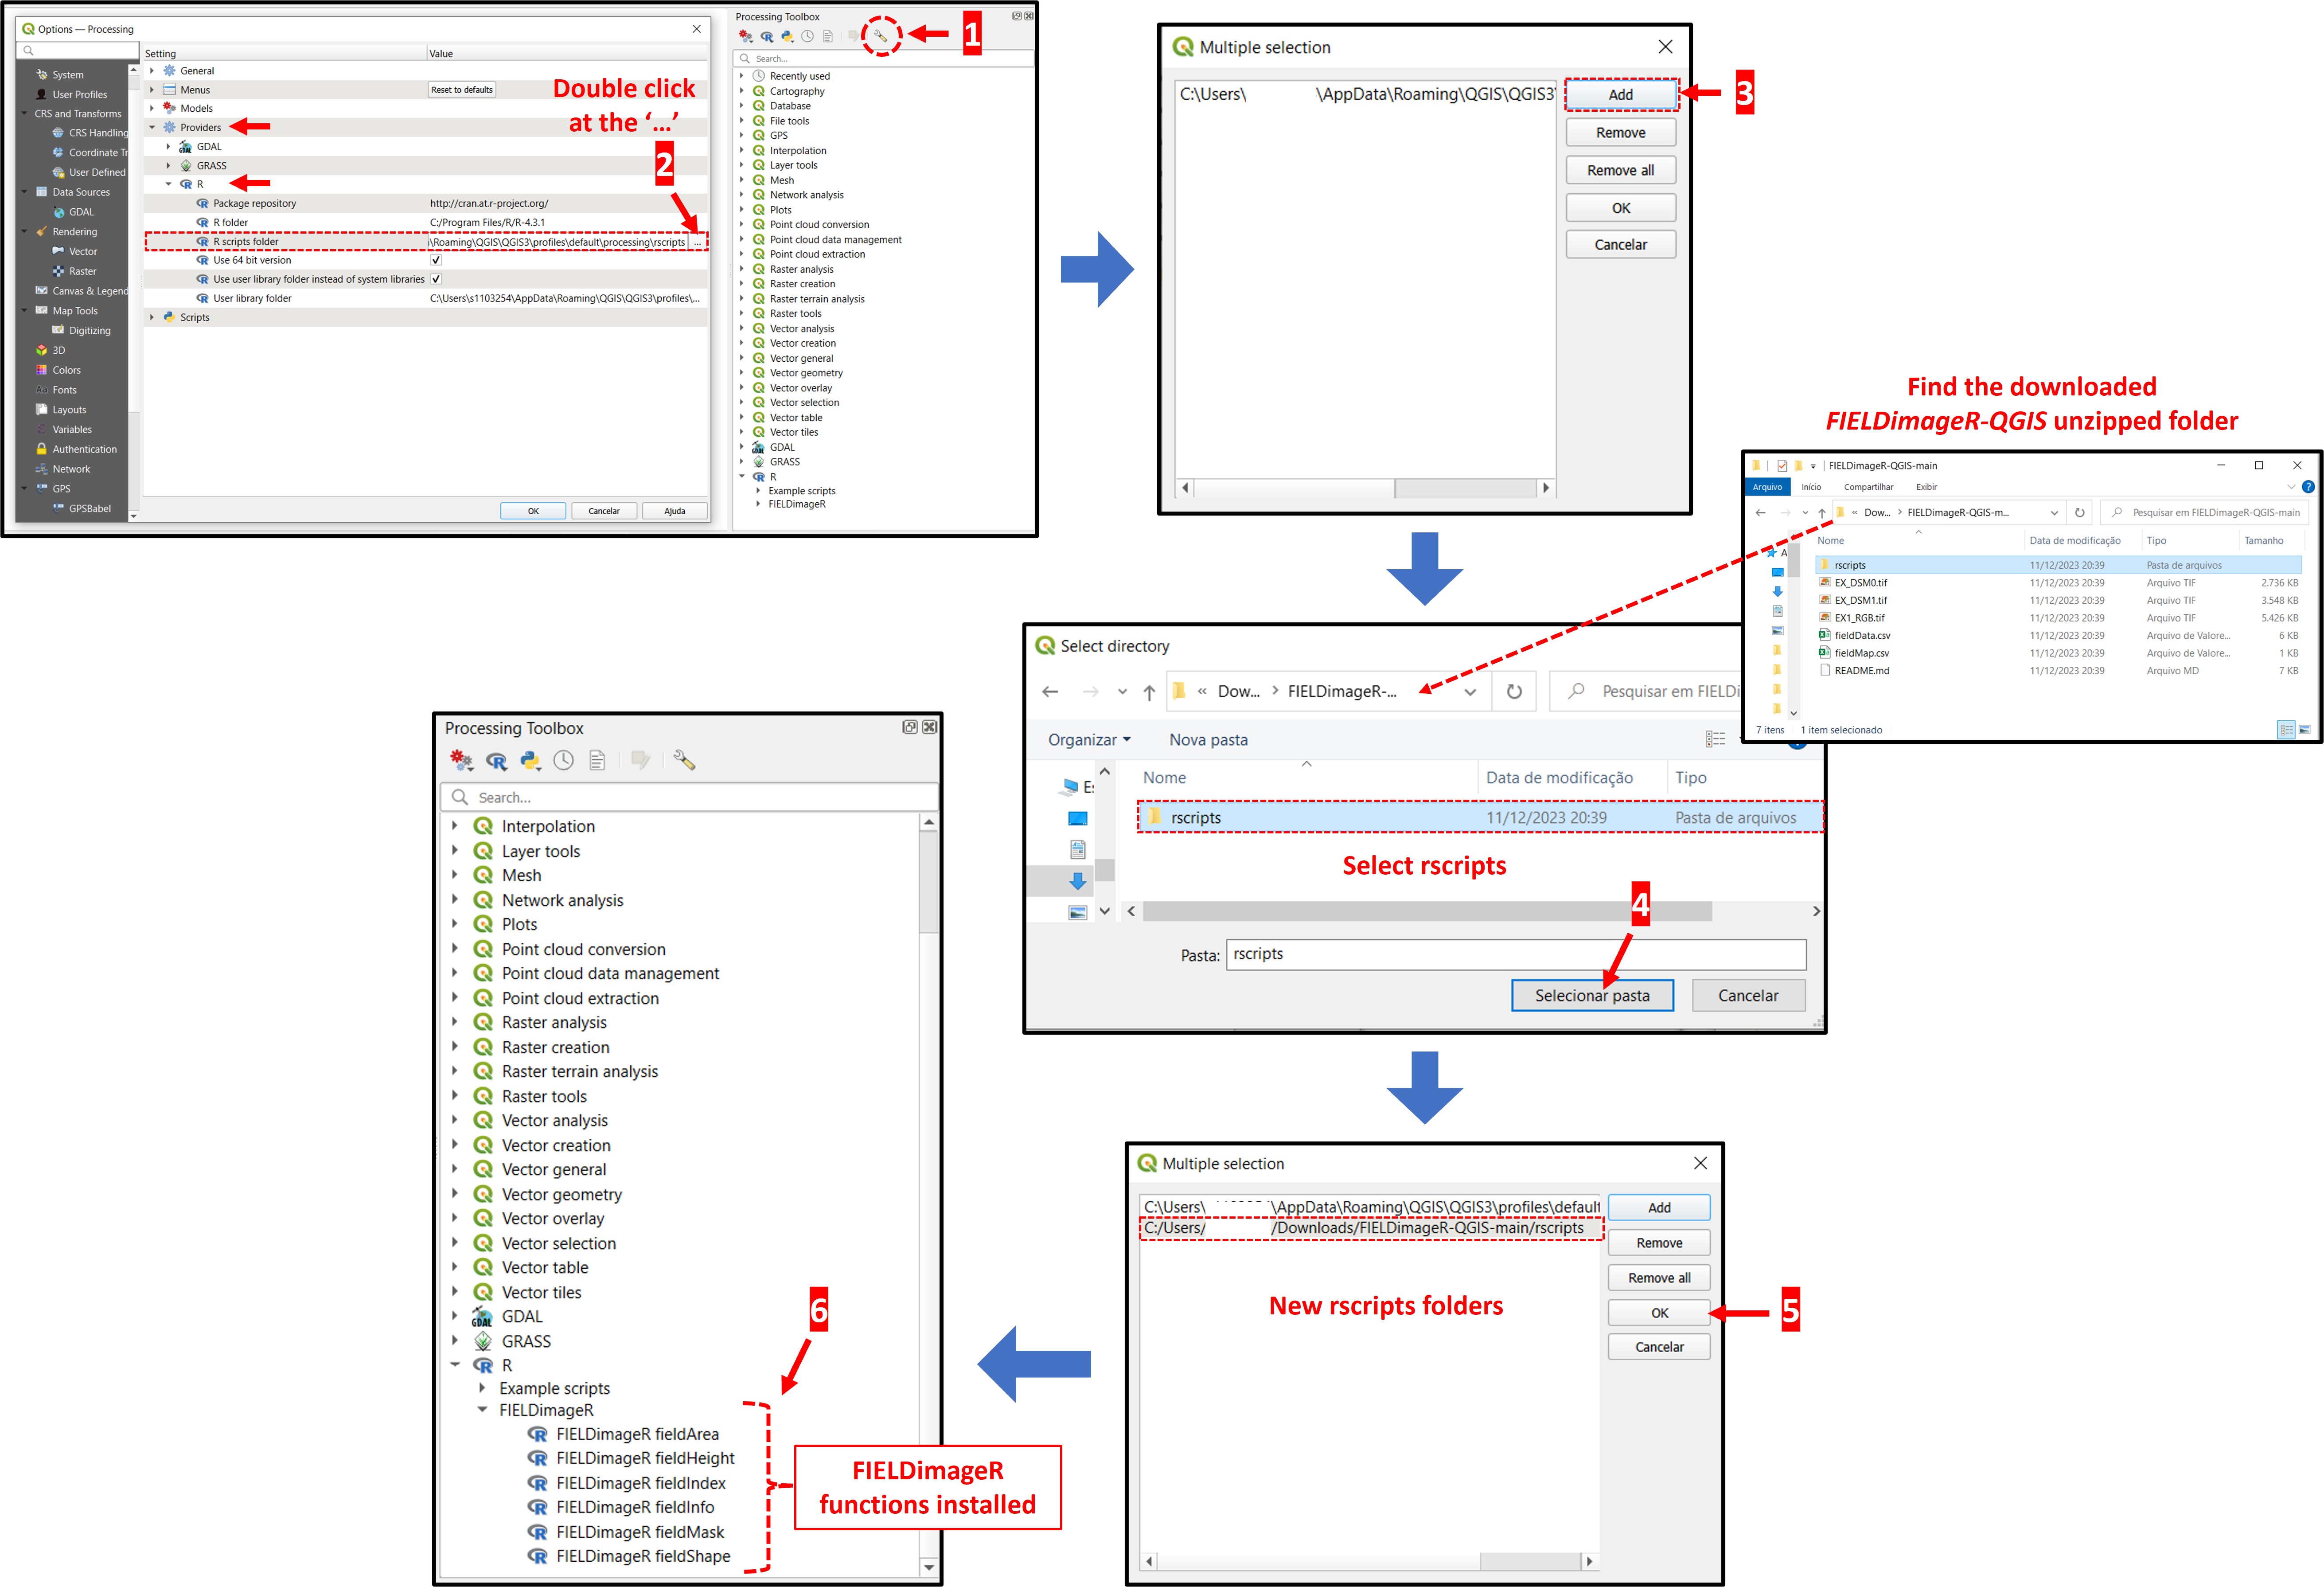 Options — Processing
Setting
Value
System
User Profiles
CRS and Transforms
CRS Handling
Coordinate Tr
User Defined
Data Sources
GDAL
Rendering
Vector
Raster
Canvas & Legend
Map Tools
Digitizing
3D
Colors
Fonts
Layouts
Variables
Authentication
Network
GPS
GPSBabel
General
Menus
Reset to defaults
Models
Providers
GDAL
GRASS
R
Package repository
http://cran.at.r-project.org/
R folder
C:/Program Files/R/R-4.3.1
R scripts folder
\Roaming\QGIS\QGIS3\profiles\default\processing\rscripts
...
Use 64 bit version
Use user library folder instead of system libraries
User library folder
C:\Users\s1103254\AppData\Roaming\QGIS\QGIS3\profiles\...
Scripts
OK
Cancelar
Ajuda
Double click
at the ‘...’
2
Processing Toolbox
1
Search...
Recently used
Cartography
Database
File tools
GPS
Interpolation
Layer tools
Mesh
Network analysis
Plots
Point cloud conversion
Point cloud data management
Point cloud extraction
Raster analysis
Raster creation
Raster terrain analysis
Raster tools
Vector analysis
Vector creation
Vector general
Vector geometry
Vector overlay
Vector selection
Vector table
Vector tiles
GDAL
GRASS
R
Example scripts
FIELDimageR
Multiple selection
C:\Users\ \AppData\Roaming\QGIS\QGIS3\
Add
Remove
Remove all
OK
Cancelar
3
Find the downloaded
FIELDimageR-QGIS unzipped folder
FIELDimageR-QGIS-main
Arquivo
Início
Compartilhar
Exibir
« Dow... > FIELDimageR-QGIS-m...
Pesquisar em FIELDimageR-QGIS-main
Nome
Data de modificação
Tipo
Tamanho
A
rscripts 11/12/2023 20:39 Pasta de arquivos
EX_DSM0.tif 11/12/2023 20:39 Arquivo TIF 2.736 KB
EX_DSM1.tif 11/12/2023 20:39 Arquivo TIF 3.548 KB
EX1_RGB.tif 11/12/2023 20:39 Arquivo TIF 5.426 KB
fieldData.csv 11/12/2023 20:39 Arquivo de Valore... 6 KB
fieldMap.csv 11/12/2023 20:39 Arquivo de Valore... 1 KB
README.md 11/12/2023 20:39 Arquivo MD 7 KB
7 itens
1 item selecionado
Select directory
« Dow... > FIELDimageR-...
Pesquisar em FIELDi
Organizar
Nova pasta
Nome
Data de modificação
Tipo
Es
rscripts 11/12/2023 20:39 Pasta de arquivos
Select rscripts
4
Pasta: rscripts
Selecionar pasta
Cancelar
Multiple selection
C:\Users\ \AppData\Roaming\QGIS\QGIS3\profiles\default
C:/Users/ /Downloads/FIELDimageR-QGIS-main/rscripts
Add
Remove
Remove all
OK
Cancelar
New rscripts folders
5
Processing Toolbox
Search...
Interpolation
Layer tools
Mesh
Network analysis
Plots
Point cloud conversion
Point cloud data management
Point cloud extraction
Raster analysis
Raster creation
Raster terrain analysis
Raster tools
Vector analysis
Vector creation
Vector general
Vector geometry
Vector overlay
Vector selection
Vector table
Vector tiles
GDAL
GRASS
R
Example scripts
FIELDimageR
FIELDimageR fieldArea
FIELDimageR fieldHeight
FIELDimageR fieldIndex
FIELDimageR fieldInfo
FIELDimageR fieldMask
FIELDimageR fieldShape
6
FIELDimageR
functions installed